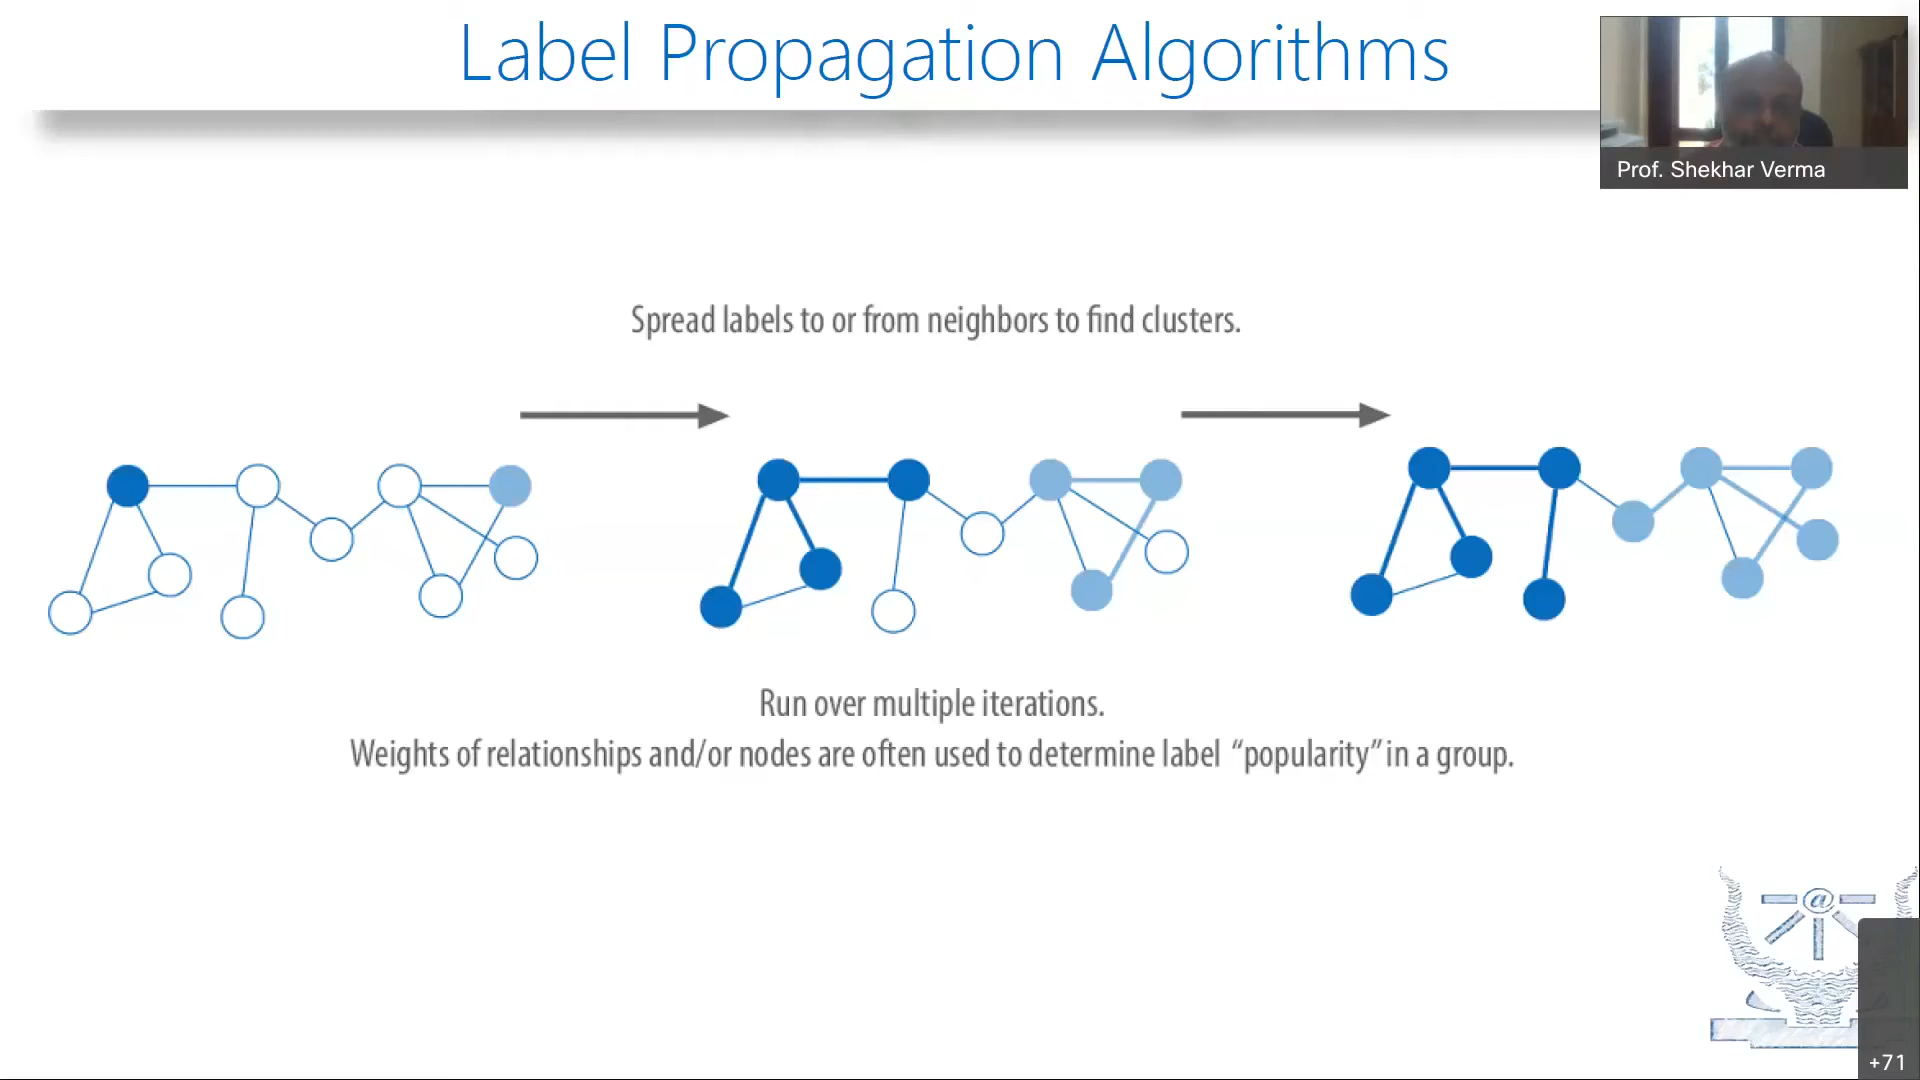 Label Propagation Algorithms
Prof. Shekhar Verma
Spread labels to or from neighbors to find clusters.
Run over multiple iterations.
Weights of relationships and/or nodes are often used to determine label “popularity” in a group.
@
+71